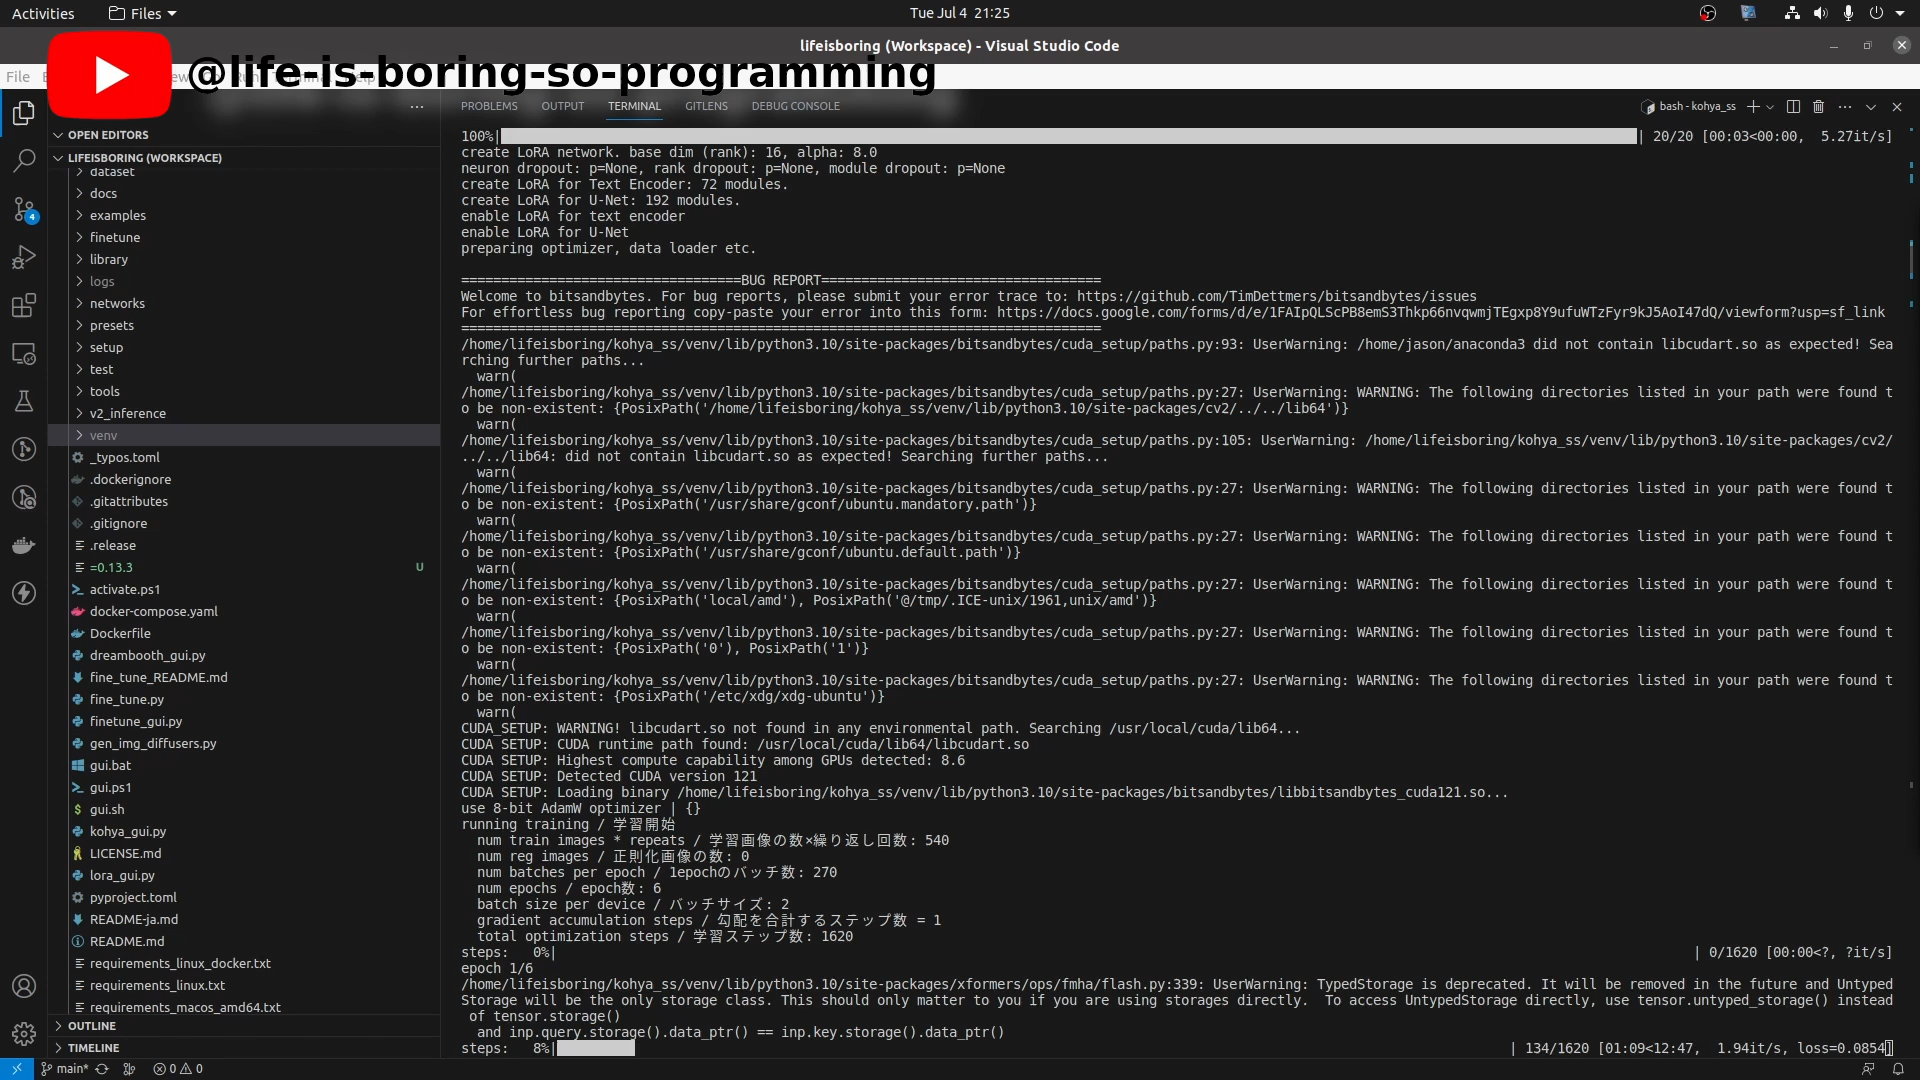 Activities
Files
Tue Jul 4 21:25
lifeisboring (Workspace) - Visual Studio Code
File
@life-is-boring-so-programming
PROBLEMS
OUTPUT
TERMINAL
GITLENS
DEBUG CONSOLE
bash - kohya_ss
OPEN EDITORS
LIFEISBORING (WORKSPACE)
dataset
docs
examples
finetune
library
logs
networks
presets
setup
test
tools
v2_inference
venv
_typos.toml
.dockerignore
.gitattributes
.gitignore
.release
=0.13.3 U
activate.ps1
docker-compose.yaml
Dockerfile
dreambooth_gui.py
fine_tune_README.md
fine_tune.py
finetune_gui.py
gen_img_diffusers.py
gui.bat
gui.ps1
gui.sh
kohya_gui.py
LICENSE.md
lora_gui.py
pyproject.toml
README-ja.md
README.md
requirements_linux_docker.txt
requirements_linux.txt
requirements_macos_amd64.txt
OUTLINE
TIMELINE
4
100%| | 20/20 [00:03<00:00, 5.27it/s]
create LoRA network. base dim (rank): 16, alpha: 8.0
neuron dropout: p=None, rank dropout: p=None, module dropout: p=None
create LoRA for Text Encoder: 72 modules.
create LoRA for U-Net: 192 modules.
enable LoRA for text encoder
enable LoRA for U-Net
preparing optimizer, data loader etc.
===================================BUG REPORT===================================
Welcome to bitsandbytes. For bug reports, please submit your error trace to: https://github.com/TimDettmers/bitsandbytes/issues
For effortless bug reporting copy-paste your error into this form: https://docs.google.com/forms/d/e/1FAIpQLScPB8emS3Thkp66nvqwmjTEgxp8Y9ufuWTzFyr9kJ5AoI47dQ/viewform?usp=sf_link
================================================================================
/home/lifeisboring/kohya_ss/venv/lib/python3.10/site-packages/bitsandbytes/cuda_setup/paths.py:93: UserWarning: /home/jason/anaconda3 did not contain libcudart.so as expected! Sea
rching further paths...
warn(
/home/lifeisboring/kohya_ss/venv/lib/python3.10/site-packages/bitsandbytes/cuda_setup/paths.py:27: UserWarning: WARNING: The following directories listed in your path were found t
o be non-existent: {PosixPath('/home/lifeisboring/kohya_ss/venv/lib/python3.10/site-packages/cv2/../../lib64')}
warn(
/home/lifeisboring/kohya_ss/venv/lib/python3.10/site-packages/bitsandbytes/cuda_setup/paths.py:105: UserWarning: /home/lifeisboring/kohya_ss/venv/lib/python3.10/site-packages/cv2/
../../lib64: did not contain libcudart.so as expected! Searching further paths...
warn(
/home/lifeisboring/kohya_ss/venv/lib/python3.10/site-packages/bitsandbytes/cuda_setup/paths.py:27: UserWarning: WARNING: The following directories listed in your path were found t
o be non-existent: {PosixPath('/usr/share/gconf/ubuntu.mandatory.path')}
warn(
/home/lifeisboring/kohya_ss/venv/lib/python3.10/site-packages/bitsandbytes/cuda_setup/paths.py:27: UserWarning: WARNING: The following directories listed in your path were found t
o be non-existent: {PosixPath('/usr/share/gconf/ubuntu.default.path')}
warn(
/home/lifeisboring/kohya_ss/venv/lib/python3.10/site-packages/bitsandbytes/cuda_setup/paths.py:27: UserWarning: WARNING: The following directories listed in your path were found t
o be non-existent: {PosixPath('local/amd'), PosixPath('@/tmp/.ICE-unix/1961,unix/amd')}
warn(
/home/lifeisboring/kohya_ss/venv/lib/python3.10/site-packages/bitsandbytes/cuda_setup/paths.py:27: UserWarning: WARNING: The following directories listed in your path were found t
o be non-existent: {PosixPath('0'), PosixPath('1')}
warn(
/home/lifeisboring/kohya_ss/venv/lib/python3.10/site-packages/bitsandbytes/cuda_setup/paths.py:27: UserWarning: WARNING: The following directories listed in your path were found t
o be non-existent: {PosixPath('/etc/xdg/xdg-ubuntu')}
warn(
CUDA_SETUP: WARNING! libcudart.so not found in any environmental path. Searching /usr/local/cuda/lib64...
CUDA SETUP: CUDA runtime path found: /usr/local/cuda/lib64/libcudart.so
CUDA SETUP: Highest compute capability among GPUs detected: 8.6
CUDA SETUP: Detected CUDA version 121
CUDA SETUP: Loading binary /home/lifeisboring/kohya_ss/venv/lib/python3.10/site-packages/bitsandbytes/libbitsandbytes_cuda121.so...
use 8-bit AdamW optimizer | {}
running training / 学習開始
num train images * repeats / 学習画像の数×繰り返し回数: 540
num reg images / 正則化画像の数: 0
num batches per epoch / 1epochのバッチ数: 270
num epochs / epoch数: 6
batch size per device / バッチサイズ: 2
gradient accumulation steps / 勾配を合計するステップ数 = 1
total optimization steps / 学習ステップ数: 1620
steps: 0%| | 0/1620 [00:00<?, ?it/s]
epoch 1/6
/home/lifeisboring/kohya_ss/venv/lib/python3.10/site-packages/xformers/ops/fmha/flash.py:339: UserWarning: TypedStorage is deprecated. It will be removed in the future and Untyped
Storage will be the only storage class. This should only matter to you if you are using storages directly. To access UntypedStorage directly, use tensor.untyped_storage() instead
of tensor.storage()
and inp.query.storage().data_ptr() == inp.key.storage().data_ptr()
steps: 8%| | 134/1620 [01:09<12:47, 1.94it/s, loss=0.0854]
main*
0
0